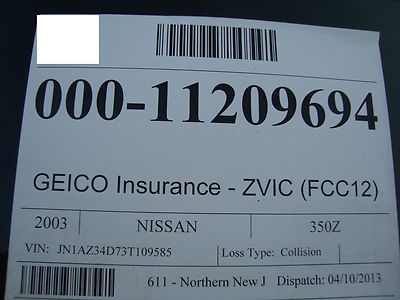 000-11209694
GEICO Insurance - ZVIC (FCC12)
2003 NISSAN 350Z
VIN: JN1AZ34D73T109585 Loss Type: Collision
611 - Northern New J Dispatch: 04/10/2013